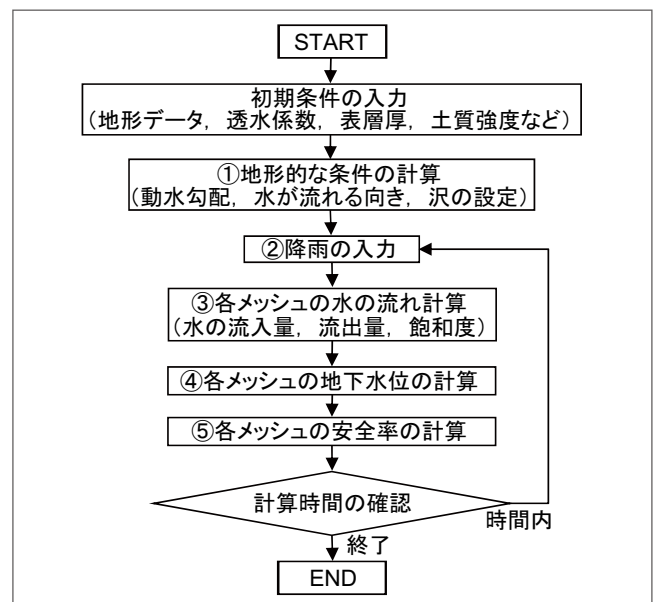 START
初期条件の入力
（地形データ，透水係数，表層厚，土質強度など）
①地形的な条件の計算
（動水勾配，水が流れる向き，沢の設定）
②降雨の入力
③各メッシュの水の流れ計算
（水の流入量，流出量，飽和度）
④各メッシュの地下水位の計算
⑤各メッシュの安全率の計算
計算時間の確認
時間内
終了
END